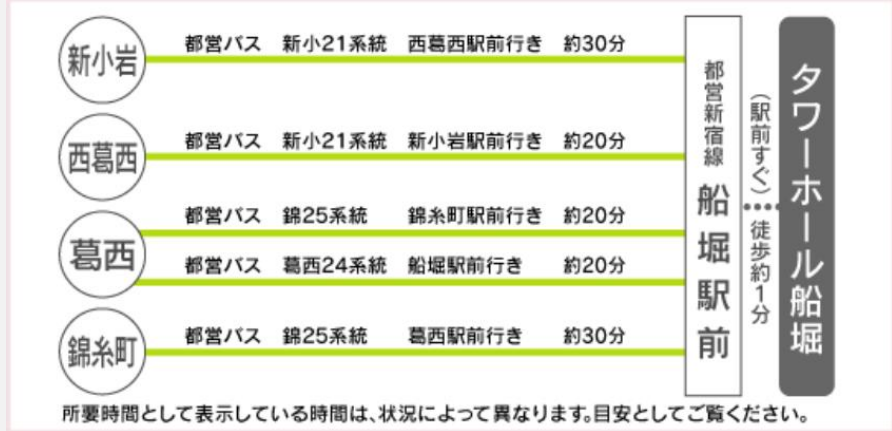 新小岩
都営バス 新小21系統 西葛西駅前行き 約30分
西葛西
都営バス 新小21系統 新小岩駅前行き 約20分
葛西
都営バス 錦25系統 錦糸町駅前行き 約20分
都営バス 葛西24系統 船堀駅前行き 約20分
錦糸町
都営バス 錦25系統 葛西駅前行き 約30分
都営新宿線 船堀駅前
（駅前すぐ） 徒歩約1分
タワーホール船堀
所要時間として表示している時間は、状況によって異なります。目安としてご覧ください。